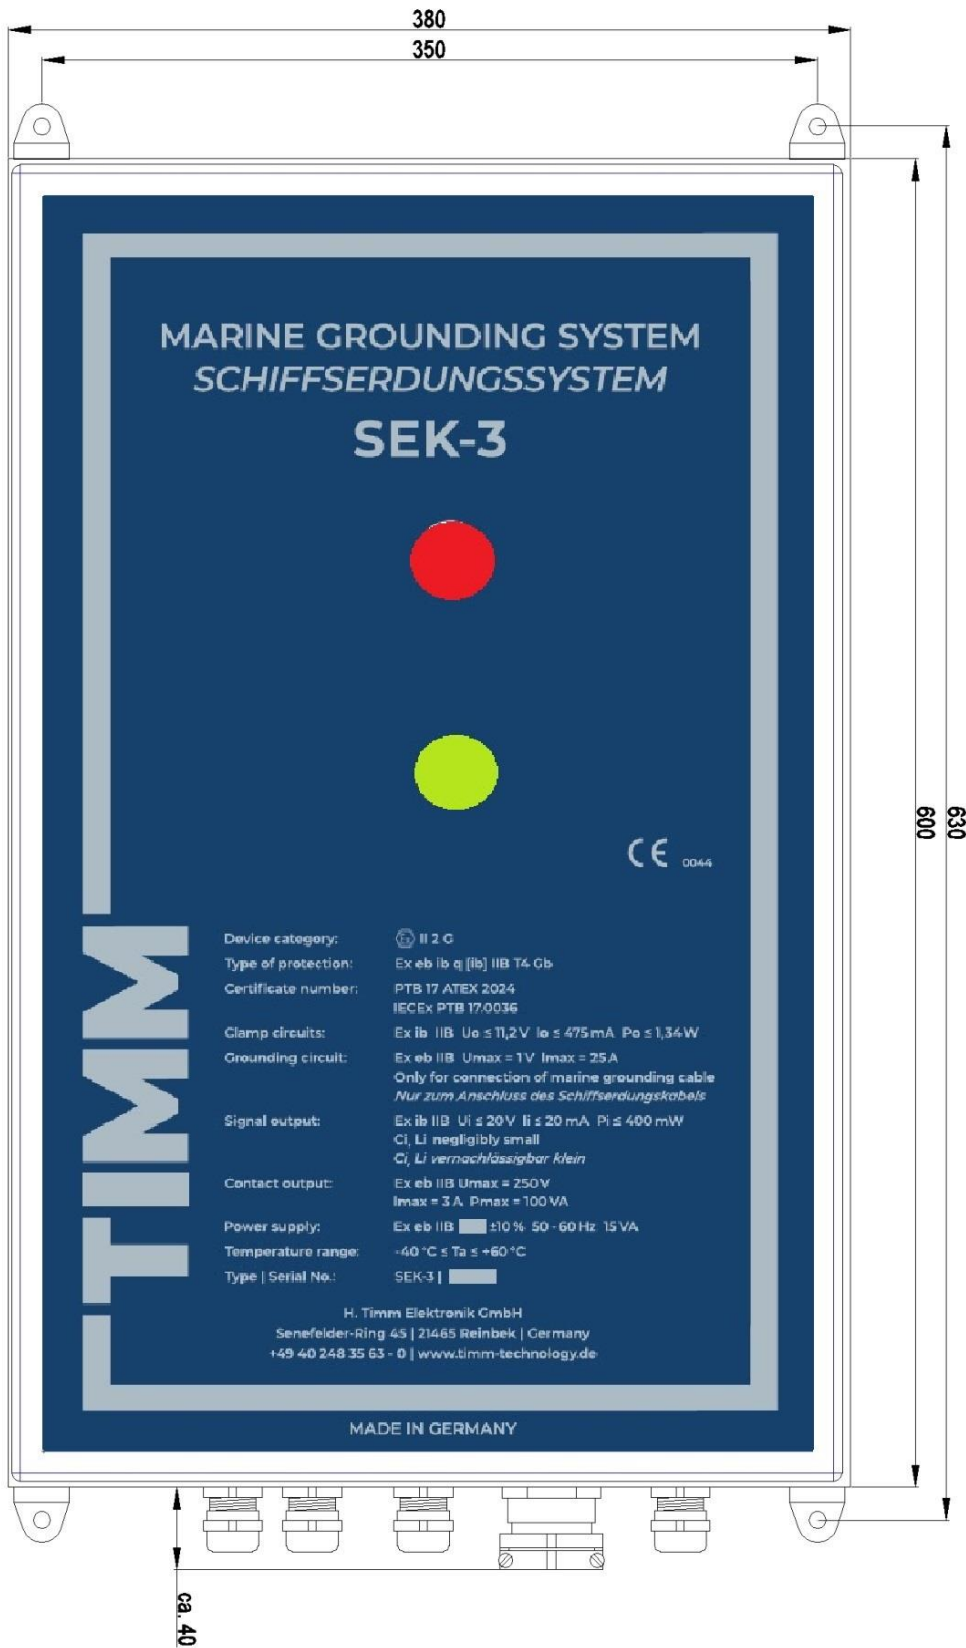 380
350
MARINE GROUNDING SYSTEM
SCHIFFSERDUNGSSYSTEM
SEK-3
630
600
CE 0044
TIMM
Device category: Ex II 2 G
Type of protection: Ex eb ib q [ib] IIB T4 Gb
Certificate number: PTB 17 ATEX 2024
IECEx PTB 17.0036
Clamp circuits: Ex ib IIB Uo ≤ 11,2 V Io ≤ 475 mA Po ≤ 1,34 W
Grounding circuit: Ex eb IIB Umax = 1 V Imax = 25 A
Only for connection of marine grounding cable
Nur zum Anschluss des Schiffserdungskabels
Signal output: Ex ib IIB Ui ≤ 20 V Ii ≤ 20 mA Pi ≤ 400 mW
Ci, Li negligibly small
Ci, Li vernachlässigbar klein
Contact output: Ex eb IIB Umax = 250 V
Imax = 3 A Pmax = 100 VA
Power supply: Ex eb IIB ±10 % 50 - 60 Hz 15 VA
Temperature range: -40 °C ≤ Ta ≤ +60 °C
Type | Serial No.: SEK-3 |
H. Timm Elektronik GmbH
Senefelder-Ring 45 | 21465 Reinbek | Germany
+49 40 248 35 63 - 0 | www.timm-technology.de
MADE IN GERMANY
ca. 40